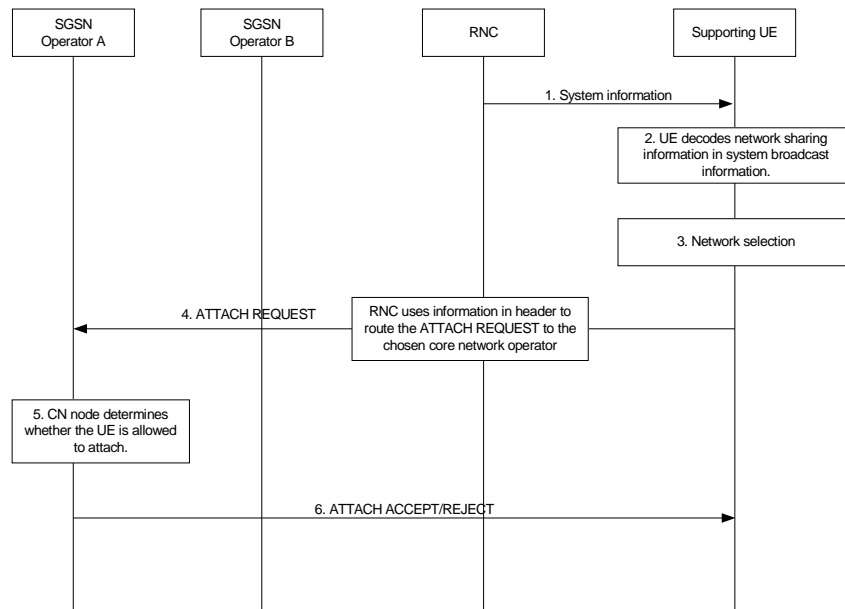 SGSN
Operator A
SGSN
Operator B
RNC
Supporting UE
1. System information
2. UE decodes network sharing
information in system broadcast
information.
3. Network selection
4. ATTACH REQUEST
RNC uses information in header to
route the ATTACH REQUEST to the
chosen core network operator
5. CN node determines
whether the UE is allowed
to attach.
6. ATTACH ACCEPT/REJECT